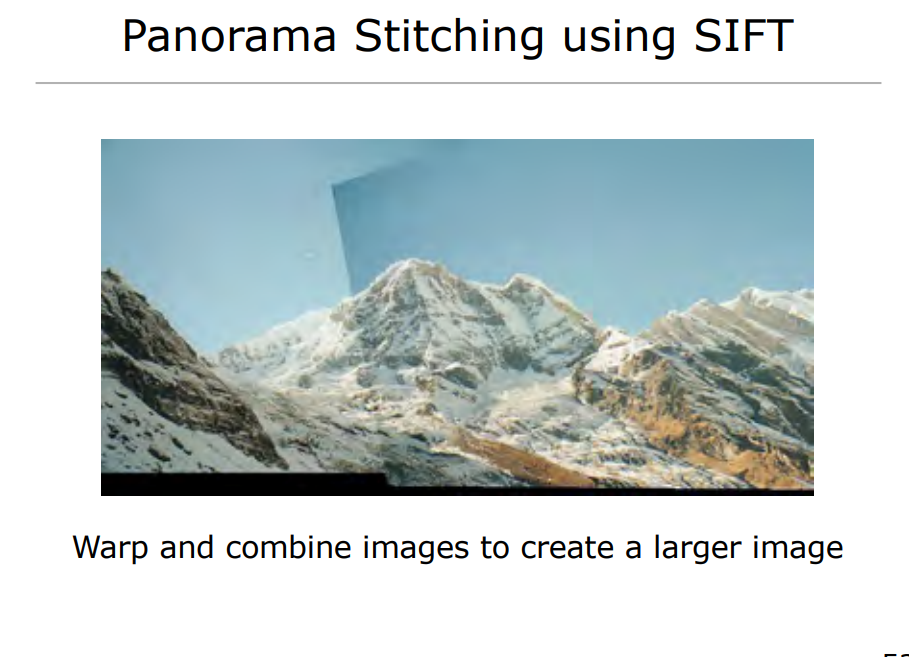 Panorama Stitching using SIFT
Warp and combine images to create a larger image